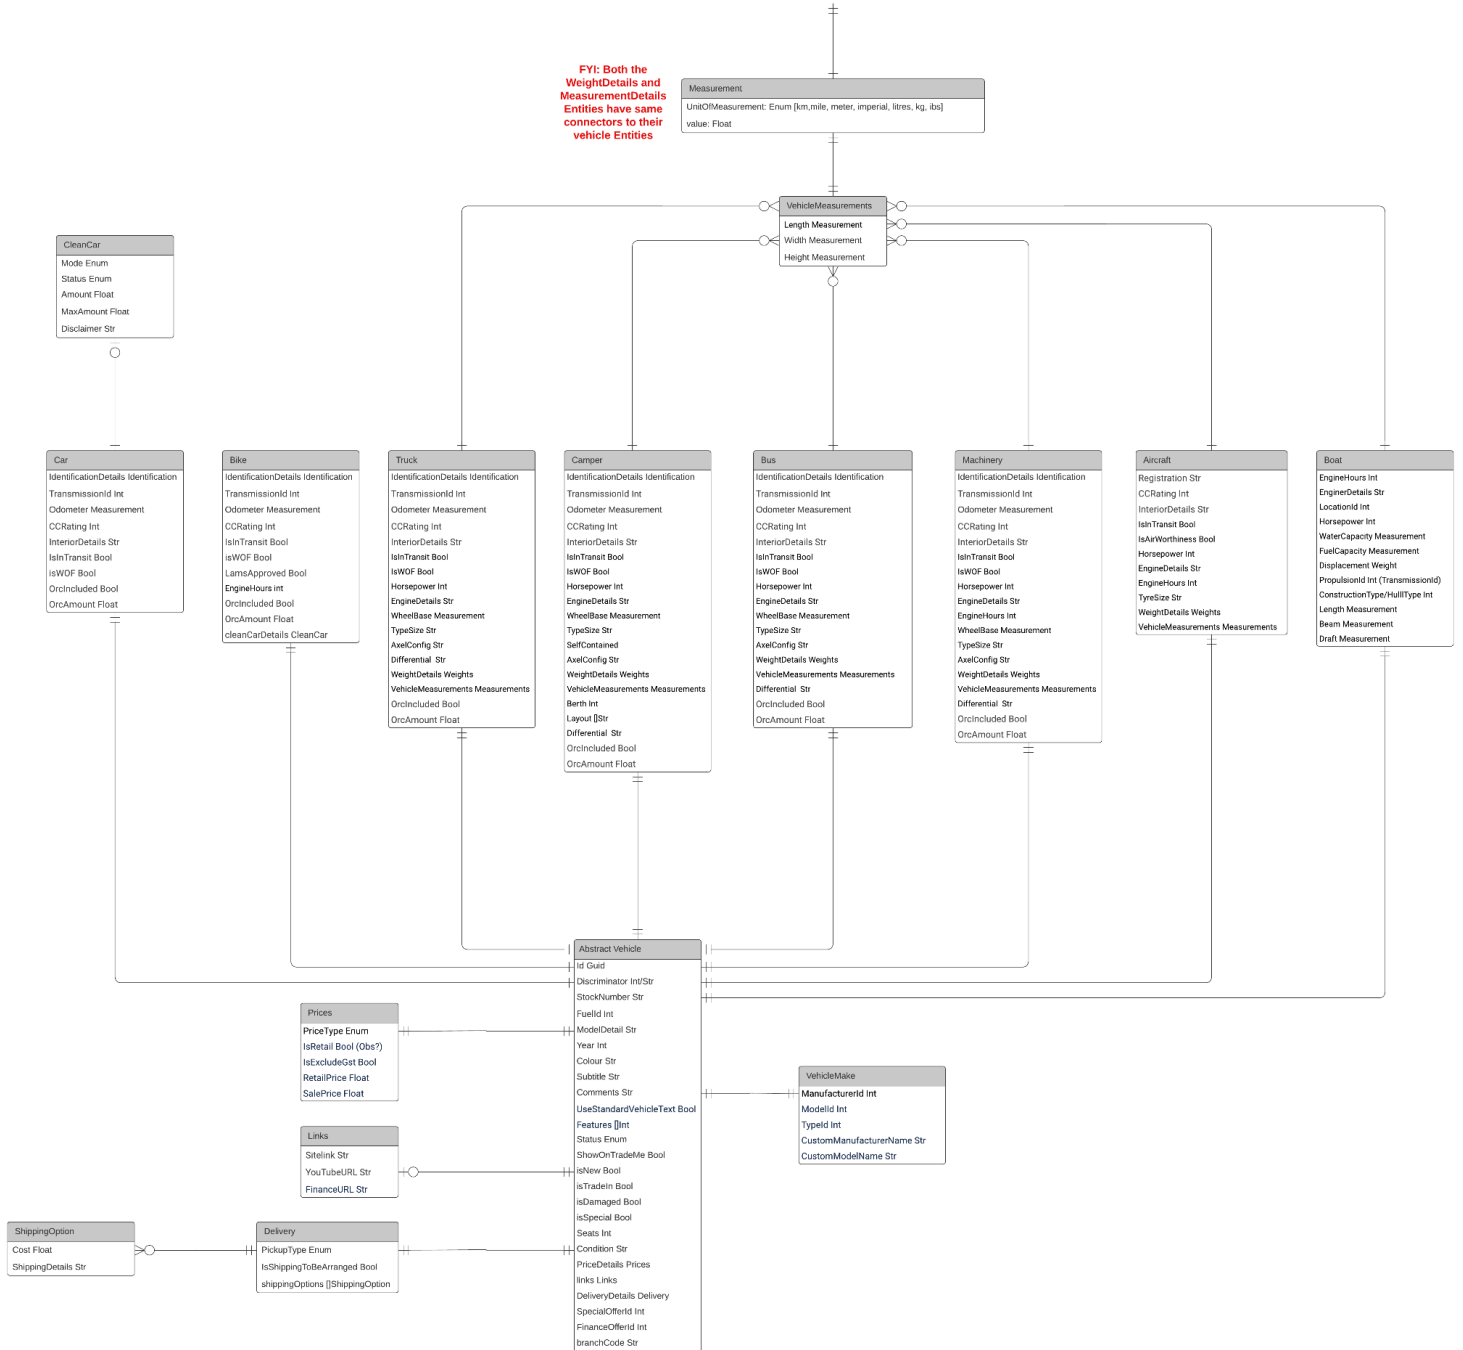 FYI: Both the
WeightDetails and
MeasurementDetails
Entities have same
connectors to their
vehicle Entities
Measurement
UnitOfMeasurement: Enum [km,mile, meter, imperial, litres, kg, ibs]
value: Float
VehicleMeasurements
Length Measurement
Width Measurement
Height Measurement
CleanCar
Mode Enum
Status Enum
Amount Float
MaxAmount Float
Disclaimer Str
Car
IdentificationDetails Identification
TransmissionId Int
Odometer Measurement
CCRating Int
InteriorDetails Str
IsInTransit Bool
isWOF Bool
OrcIncluded Bool
OrcAmount Float
Bike
IdentificationDetails Identification
TransmissionId Int
Odometer Measurement
CCRating Int
IsInTransit Bool
isWOF Bool
LamsApproved Bool
EngineHours int
OrcIncluded Bool
OrcAmount Float
cleanCarDetails CleanCar
Truck
IdentificationDetails Identification
TransmissionId Int
Odometer Measurement
CCRating Int
InteriorDetails Str
IsInTransit Bool
IsWOF Bool
Horsepower Int
EngineDetails Str
WheelBase Measurement
TypeSize Str
AxelConfig Str
Differential Str
WeightDetails Weights
VehicleMeasurements Measurements
OrcIncluded Bool
OrcAmount Float
Camper
IdentificationDetails Identification
TransmissionId Int
Odometer Measurement
CCRating Int
InteriorDetails Str
IsInTransit Bool
IsWOF Bool
Horsepower Int
EngineDetails Str
WheelBase Measurement
TypeSize Str
SelfContained
AxelConfig Str
WeightDetails Weights
VehicleMeasurements Measurements
Berth Int
Layout []Str
Differential Str
OrcIncluded Bool
OrcAmount Float
Bus
IdentificationDetails Identification
TransmissionId Int
Odometer Measurement
CCRating Int
InteriorDetails Str
IsInTransit Bool
IsWOF Bool
Horsepower Int
EngineDetails Str
WheelBase Measurement
TypeSize Str
AxelConfig Str
WeightDetails Weights
VehicleMeasurements Measurements
Differential Str
OrcIncluded Bool
OrcAmount Float
Machinery
IdentificationDetails Identification
TransmissionId Int
Odometer Measurement
CCRating Int
InteriorDetails Str
IsInTransit Bool
IsWOF Bool
Horsepower Int
EngineDetails Str
EngineHours Int
WheelBase Measurement
TypeSize Str
AxelConfig Str
WeightDetails Weights
VehicleMeasurements Measurements
Differential Str
OrcIncluded Bool
OrcAmount Float
Aircraft
Registration Str
CCRating Int
InteriorDetails Str
IsInTransit Bool
IsAirWorthiness Bool
Horsepower Int
EngineDetails Str
EngineHours Int
TyreSize Str
WeightDetails Weights
VehicleMeasurements Measurements
Boat
EngineHours Int
EnginerDetails Str
LocationId Int
Horsepower Int
WaterCapacity Measurement
FuelCapacity Measurement
Displacement Weight
PropulsionId Int (TransmissionId)
ConstructionType/HulllType Int
Length Measurement
Beam Measurement
Draft Measurement
Abstract Vehicle
Id Guid
Discriminator Int/Str
StockNumber Str
FuelId Int
ModelDetail Str
Year Int
Colour Str
Subtitle Str
Comments Str
UseStandardVehicleText Bool
Features []Int
Status Enum
ShowOnTradeMe Bool
isNew Bool
isTradeIn Bool
isDamaged Bool
isSpecial Bool
Seats Int
Condition Str
PriceDetails Prices
links Links
DeliveryDetails Delivery
SpecialOfferId Int
FinanceOfferId Int
branchCode Str
Prices
PriceType Enum
IsRetail Bool (Obs?)
IsExcludeGst Bool
RetailPrice Float
SalePrice Float
VehicleMake
ManufacturerId Int
ModelId Int
TypeId Int
CustomManufacturerName Str
CustomModelName Str
Links
Sitelink Str
YouTubeURL Str
FinanceURL Str
ShippingOption
Cost Float
ShippingDetails Str
Delivery
PickupType Enum
IsShippingToBeArranged Bool
shippingOptions []ShippingOption